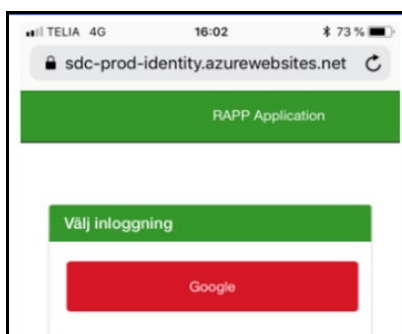 TELIA 4G 16:02 73 %
sdc-prod-identity.azurewebsites.net
RAPP Application
Välj inloggning
Google